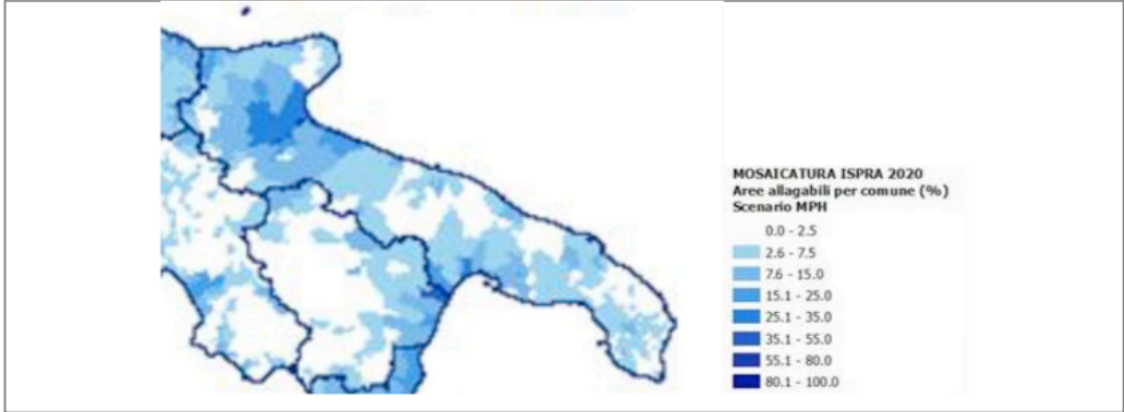 MOSAICATURA ISPRA 2020
Aree allagabili per comune (%)
Scenario MPH
0.0 - 2.5
2.6 - 7.5
7.6 - 15.0
15.1 - 25.0
25.1 - 35.0
35.1 - 55.0
55.1 - 80.0
80.1 - 100.0